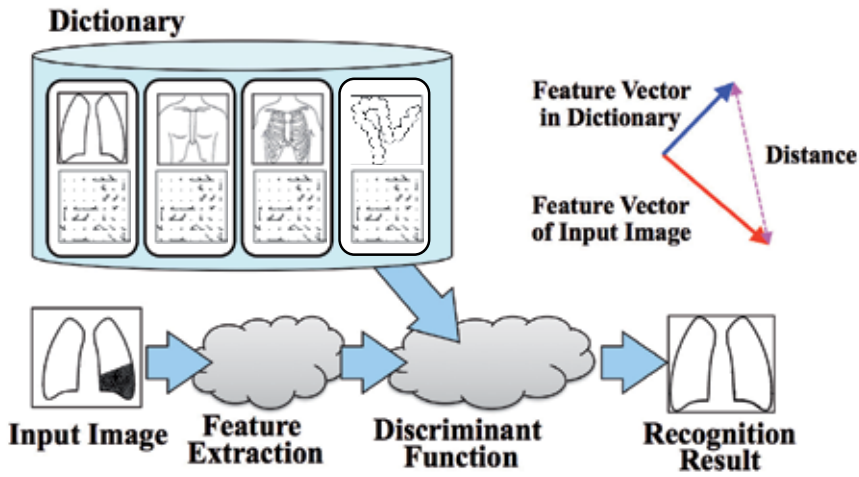 Dictionary
Feature Vector
in Dictionary
Distance
Feature Vector
of Input Image
Input Image
Feature
Extraction
Discriminant
Function
Recognition
Result